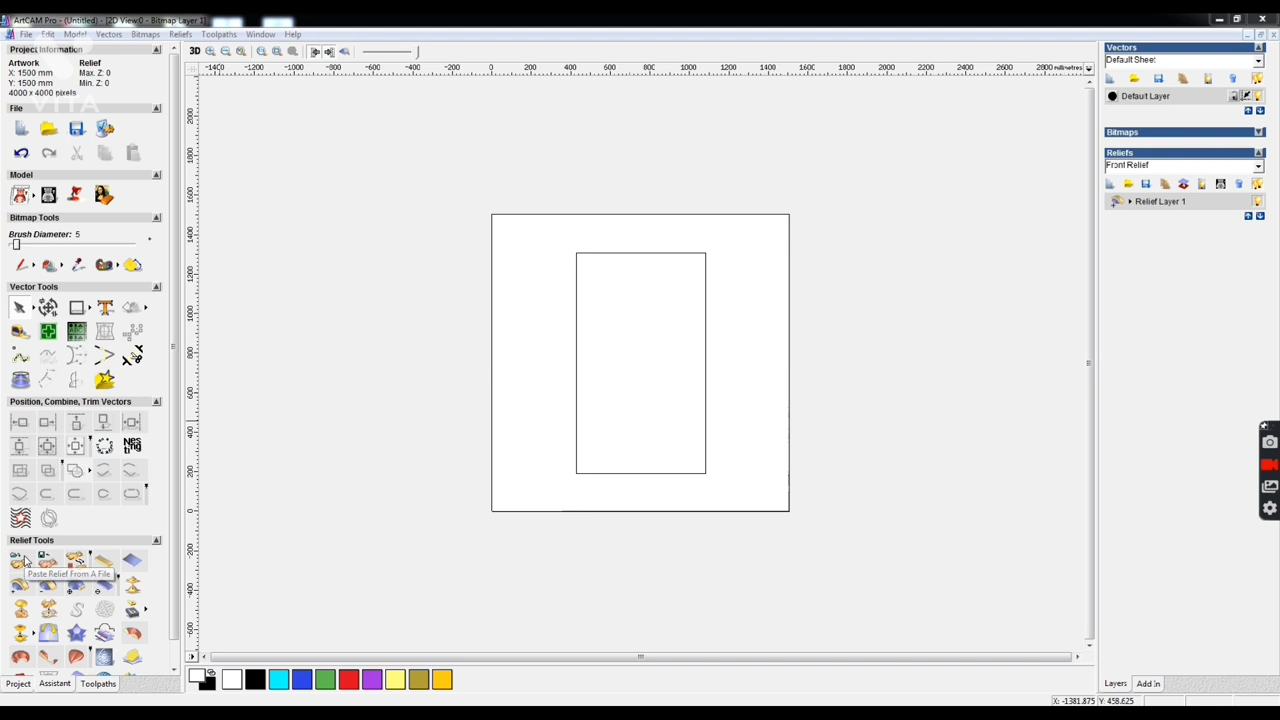 ArtCAM Pro - (Untitled) - [2D View:0 - Bitmap Layer 1]
File Edit Model Vectors Bitmaps Reliefs Toolpaths Window Help
Project Information
Artwork Relief
X: 1500 mm Max. Z: 0
Y: 1500 mm Min. Z: 0
4000 x 4000 pixels
VITA
File
Model
Bitmap Tools
Brush Diameter: 5
Vector Tools
Position, Combine, Trim Vectors
Nes
ting
Relief Tools
Paste Relief From A File
Project Assistant Toolpaths
3D
-1400 -1200 -1000 -800 -600 -400 -200 0 200 400 600 800 1000 1200 1400 1600 1800 2000 2200 2400 2600 2800 millimetres
2000
1800
1600
1400
1200
1000
800
600
400
200
0
-200
-400
-600
Vectors
Default Sheet
Default Layer
Bitmaps
Reliefs
Front Relief
Relief Layer 1
Layers Add In
X: -1381.875 Y: 458.625